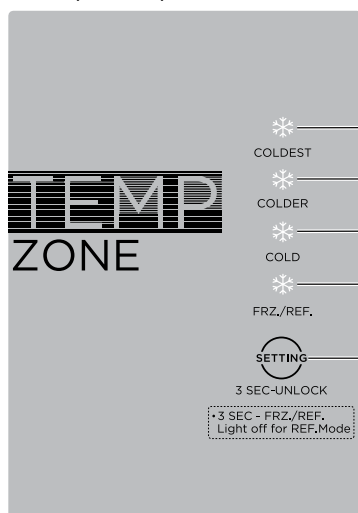 COLDEST
COLDER
TEMP
ZONE
COLD
FRZ./REF.
SETTING
3 SEC-UNLOCK
•3 SEC - FRZ./REF.
Light off for REF.Mode